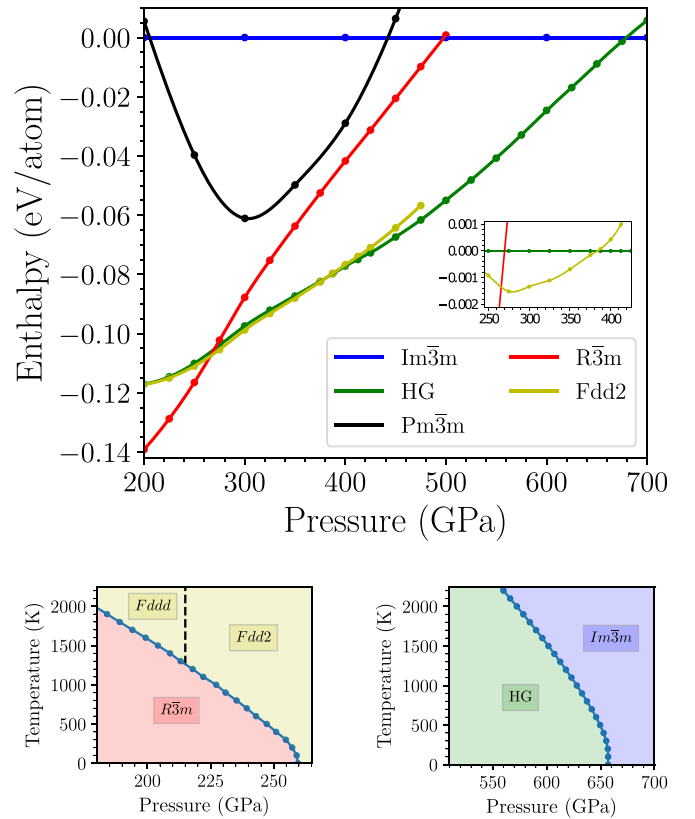 0.00
−0.02
−0.04
−0.06
−0.08
−0.10
−0.12
−0.14
Enthalpy (eV/atom)
200 300 400 500 600 700
Pressure (GPa)
0.001
0.000
−0.001
−0.002
250 300 350 400
Im3̅m R3̅m
HG Fdd2
Pm3̅m
2000
1500
1000
500
0
Temperature (K)
Fddd
Fdd2
R3̅m
200 225 250
Pressure (GPa)
2000
1500
1000
500
0
Temperature (K)
Im3̅m
HG
550 600 650 700
Pressure (GPa)